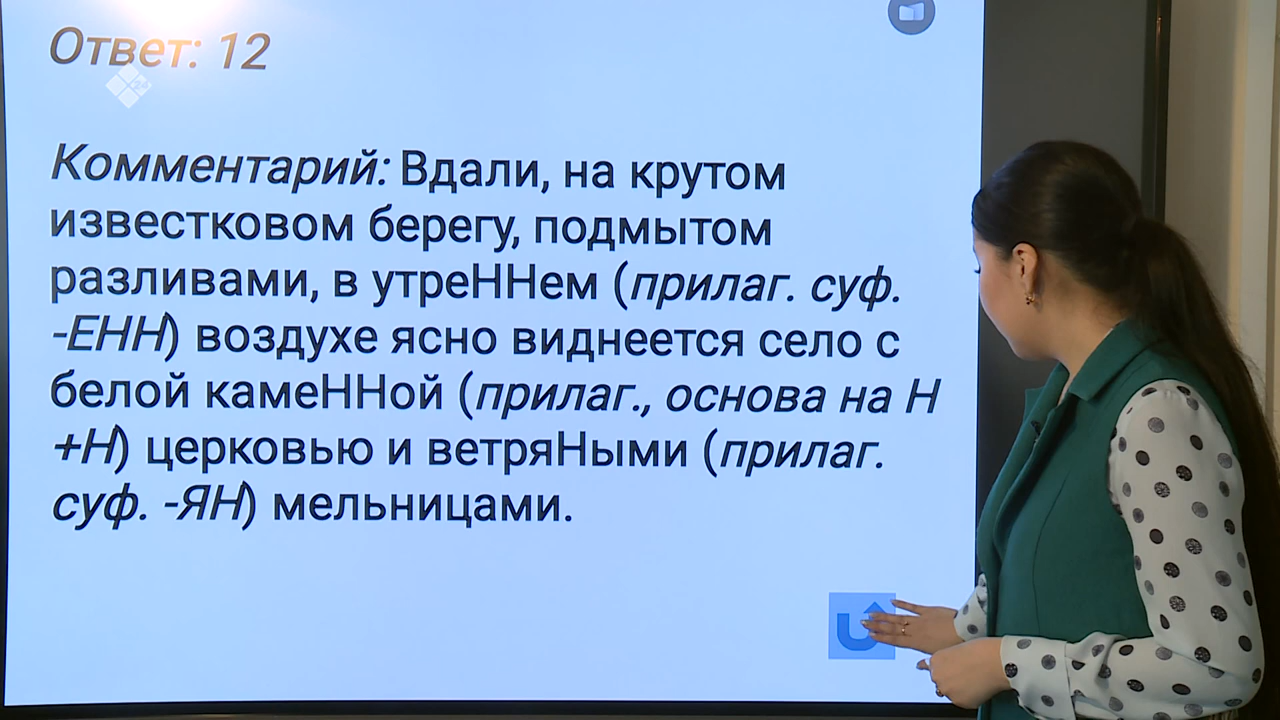 Ответ: 12
24
Комментарий: Вдали, на крутом
известковом берегу, подмытом
разливами, в утреННем (прилаг. суф.
-ЕНН) воздухе ясно виднеется село с
белой камеННой (прилаг., основа на Н
+Н) церковью и ветряНыми (прилаг.
суф. -ЯН) мельницами.